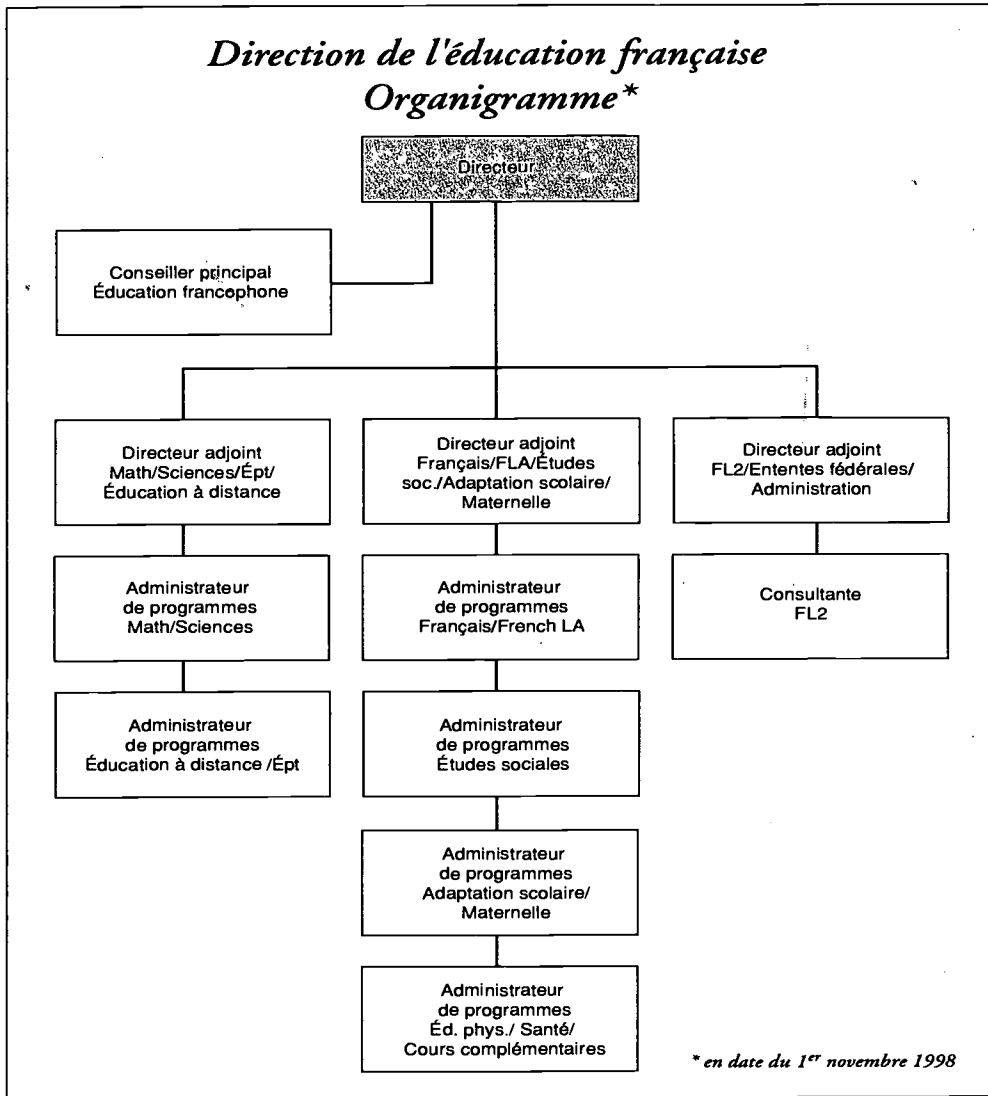 Direction de l'éducation française
Organigramme*
Directeur
Conseiller principal
Éducation francophone
Directeur adjoint
Math/Sciences/Épt/
Éducation à distance
Directeur adjoint
Français/FLA/Études
soc./Adaptation scolaire/
Maternelle
Directeur adjoint
FL2/Ententes fédérales/
Administration
Administrateur
de programmes
Math/Sciences
Administrateur
de programmes
Français/French LA
Consultante
FL2
Administrateur
de programmes
Éducation à distance /Épt
Administrateur
de programmes
Études sociales
Administrateur
de programmes
Adaptation scolaire/
Maternelle
Administrateur
de programmes
Éd. phys./ Santé/
Cours complémentaires
* en date du 1er novembre 1998